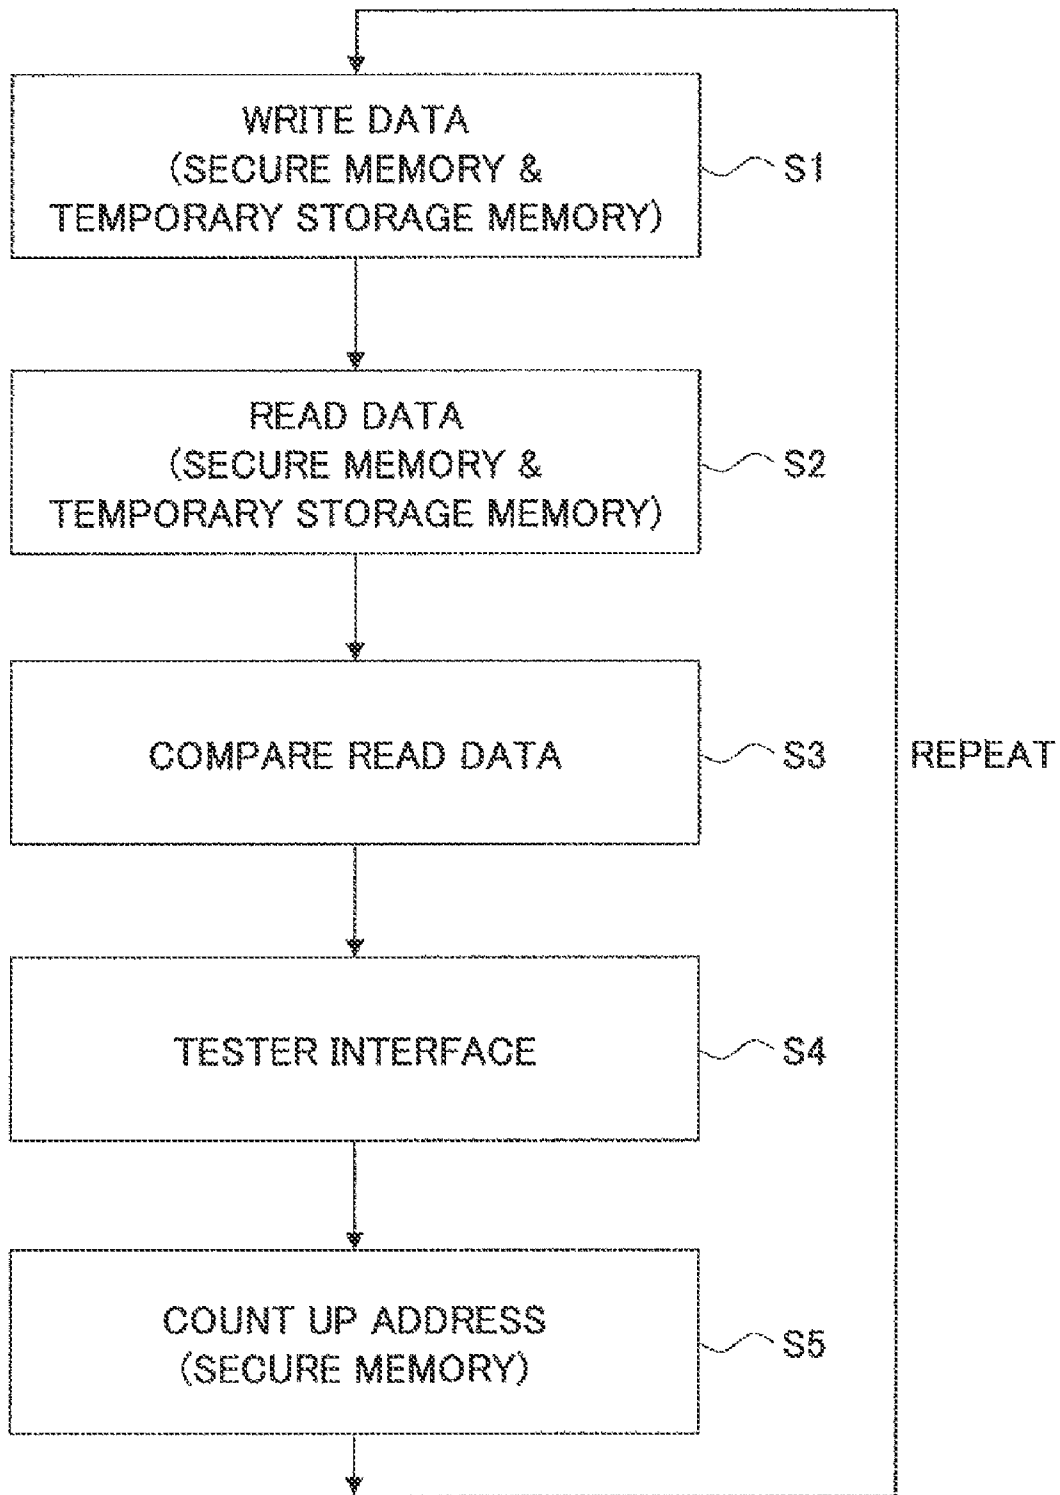 WRITE DATA
(SECURE MEMORY &
TEMPORARY STORAGE MEMORY)
S1
READ DATA
(SECURE MEMORY &
TEMPORARY STORAGE MEMORY)
S2
COMPARE READ DATA
S3
REPEAT
TESTER INTERFACE
S4
COUNT UP ADDRESS
(SECURE MEMORY)
S5